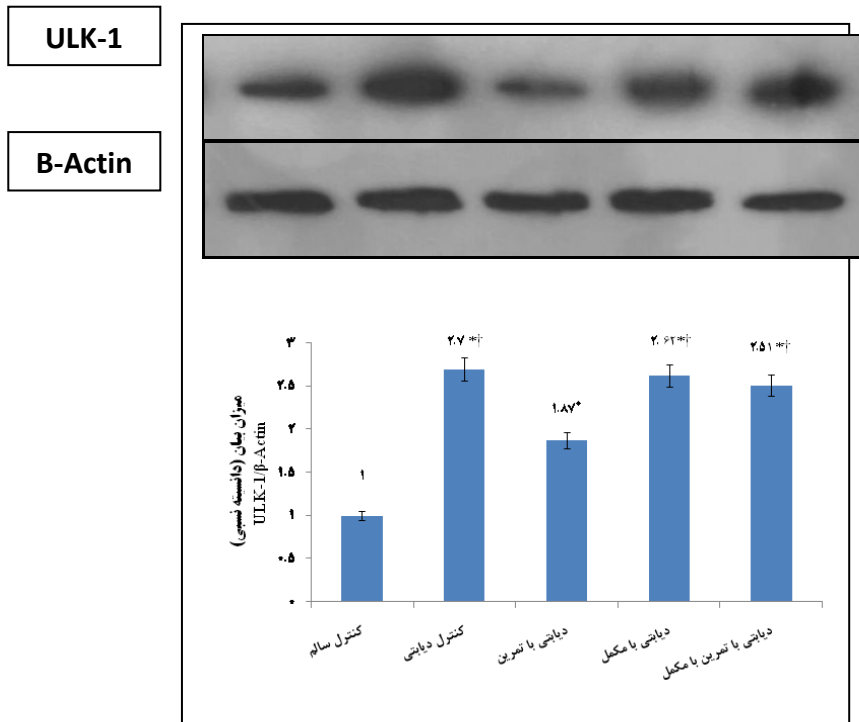 ULK-1
B-Actin
میزان بیان (دانسیته نسبی)
ULK-1/β-Actin
۳
۲.۵
۲
۱.۵
۱
۰.۵
۰
۱
۲.۷ *†
۱.۸۷*
۲.۶۲*†
۲.۵۱*†
کنترل سالم
کنترل دیابتی
دیابتی با تمرین
دیابتی با مکمل
دیابتی با تمرین با مکمل